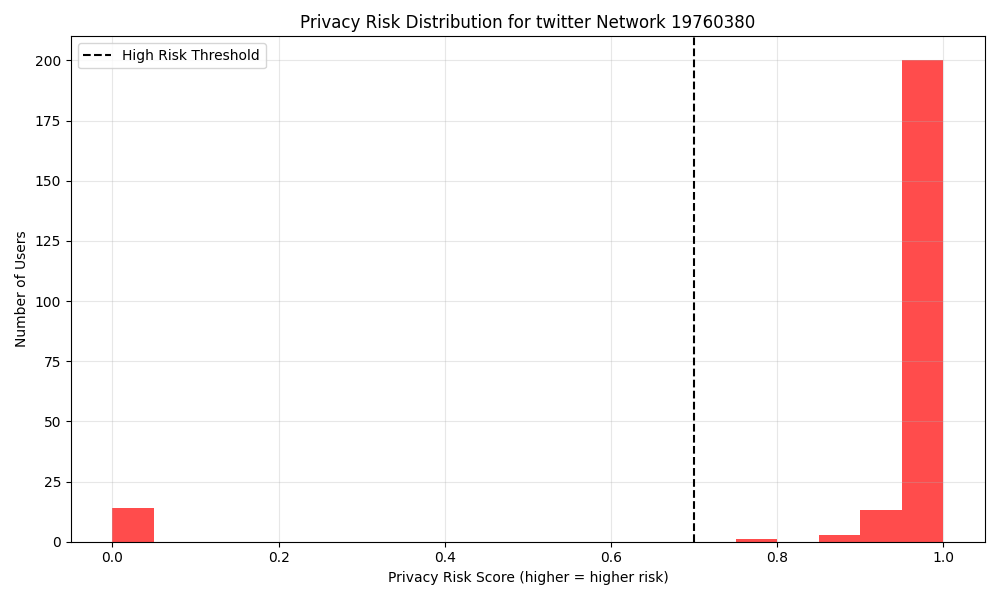 Privacy Risk Distribution for twitter Network 19760380
High Risk Threshold
Number of Users
200
175
150
125
100
75
50
25
0
0.0 0.2 0.4 0.6 0.8 1.0
Privacy Risk Score (higher = higher risk)